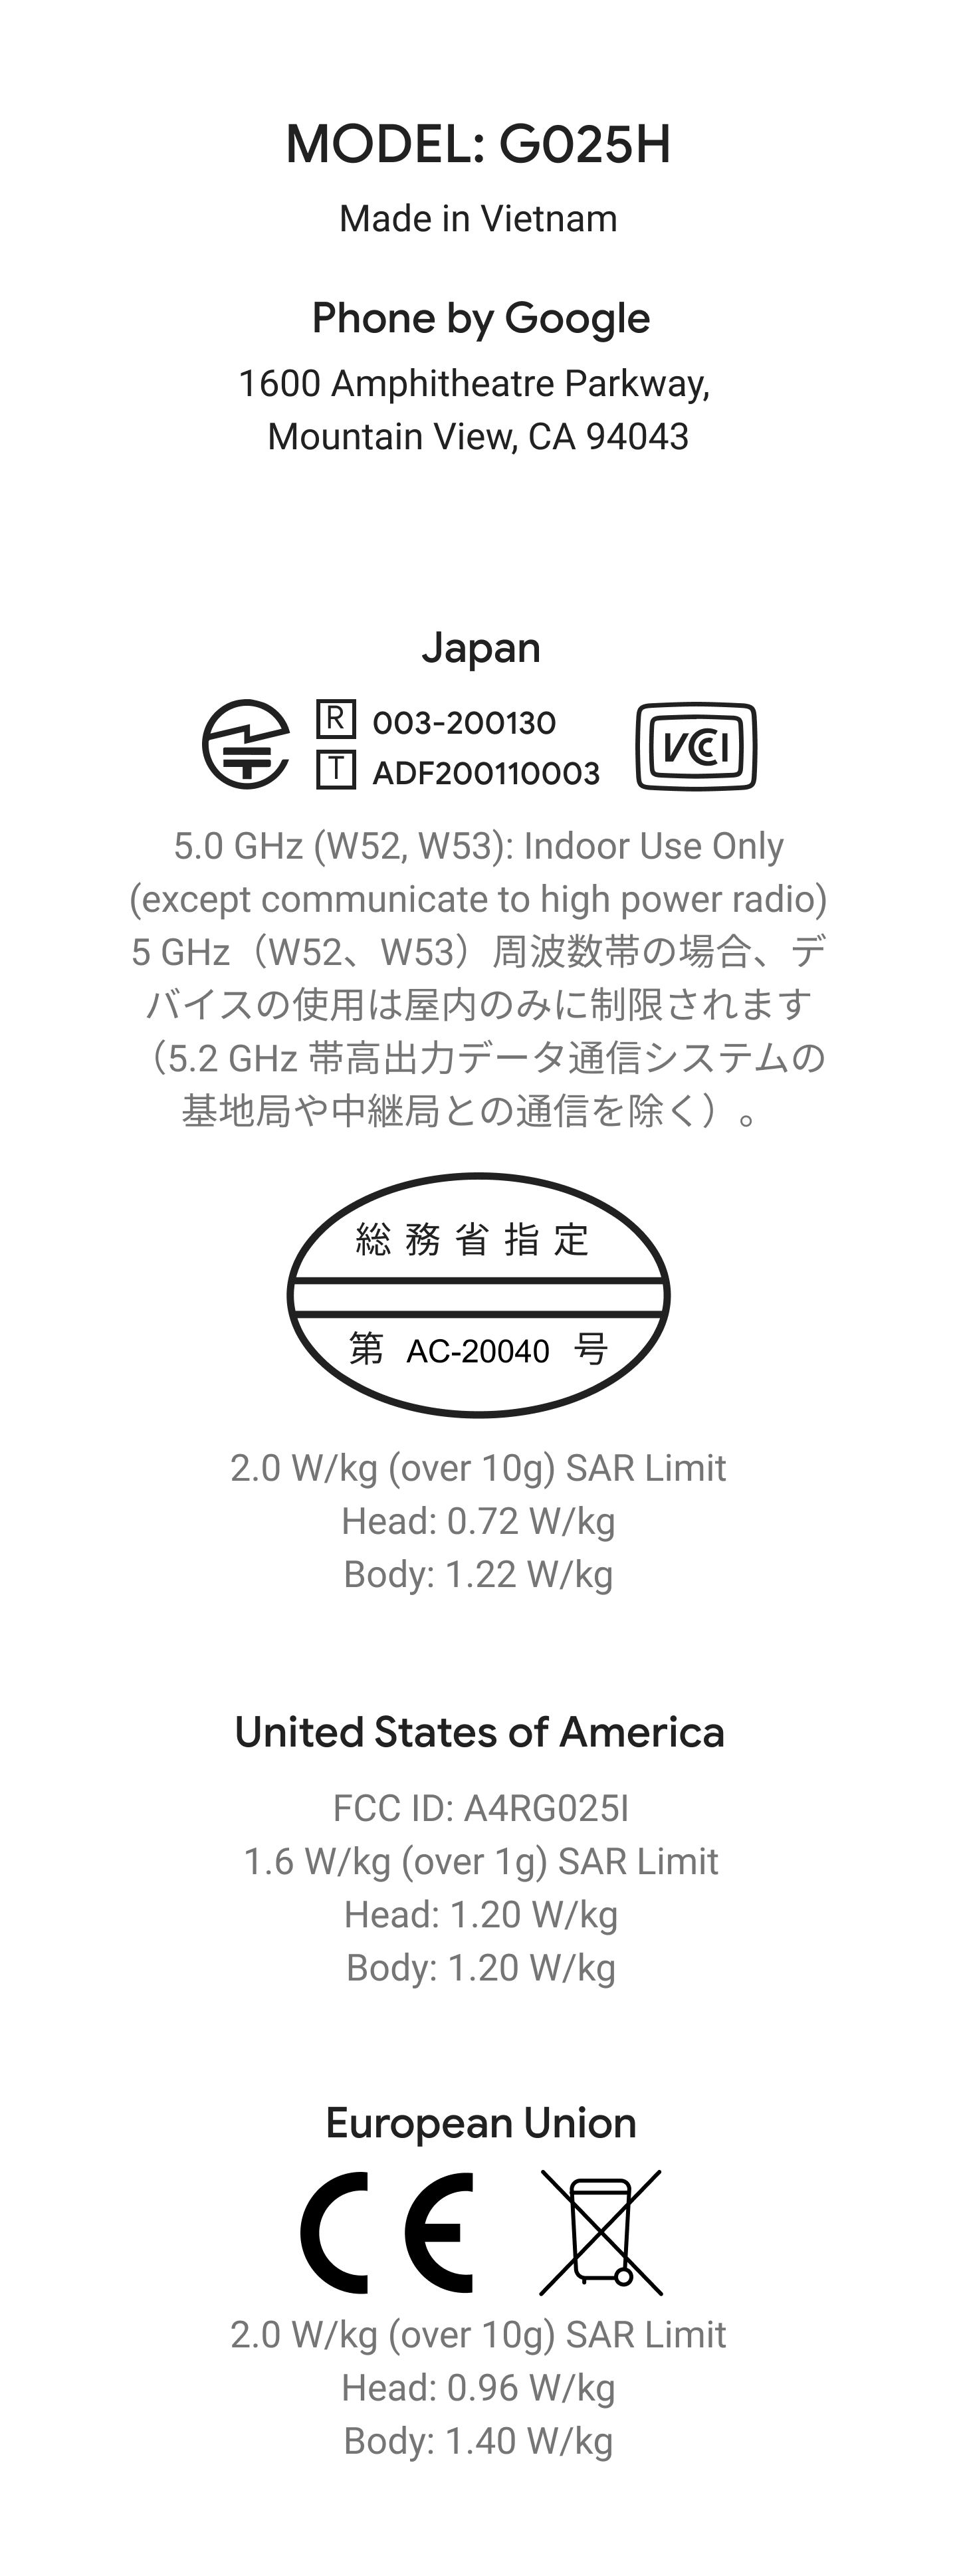 MODEL: G025H
Made in Vietnam
Phone by Google
1600 Amphitheatre Parkway,
Mountain View, CA 94043
Japan
R 003-200130
T ADF200110003
VCI
5.0 GHz (W52, W53): Indoor Use Only
(except communicate to high power radio)
5 GHz（W52、W53）周波数帯の場合、デ
バイスの使用は屋内のみに制限されます
（5.2 GHz 帯高出力データ通信システムの
基地局や中継局との通信を除く）。
総務省指定
第 AC-20040 号
2.0 W/kg (over 10g) SAR Limit
Head: 0.72 W/kg
Body: 1.22 W/kg
United States of America
FCC ID: A4RG025I
1.6 W/kg (over 1g) SAR Limit
Head: 1.20 W/kg
Body: 1.20 W/kg
European Union
CE
2.0 W/kg (over 10g) SAR Limit
Head: 0.96 W/kg
Body: 1.40 W/kg